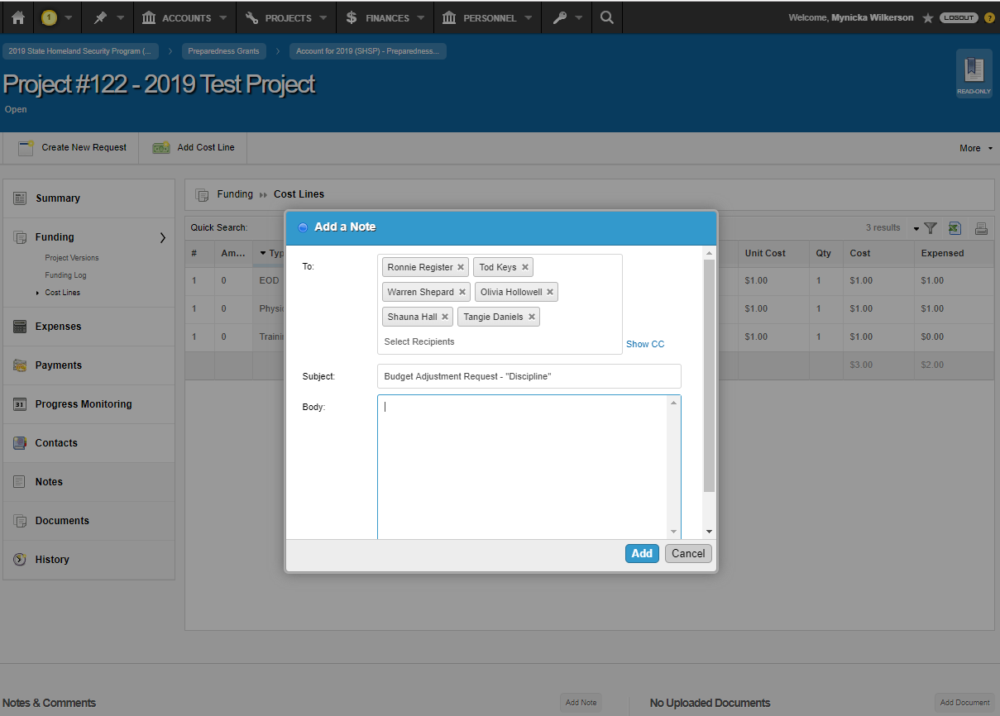 1 ACCOUNTS PROJECTS $ FINANCES PERSONNEL Welcome, Mynicka Wilkerson LOGOUT ?
2019 State Homeland Security Program (... Preparedness Grants Account for 2019 (SHSP) - Preparedness...
Project #122 - 2019 Test Project
READ-ONLY
Open
Create New Request Add Cost Line More
Summary
Funding
Project Versions
Funding Log
Cost Lines
Expenses
Payments
31 Progress Monitoring
Contacts
Notes
Documents
History
Funding Cost Lines
Quick Search: 3 results
# Am... Typ Unit Cost Qty Cost Expensed
1 0 EOD $1.00 1 $1.00 $1.00
1 0 Physi $1.00 1 $1.00 $1.00
1 0 Trainin $1.00 1 $1.00 $0.00
$3.00 $2.00
Add a Note
To:
Ronnie Register × Tod Keys ×
Warren Shepard × Olivia Hollowell ×
Shauna Hall × Tangie Daniels ×
Select Recipients
Show CC
Subject: Budget Adjustment Request - "Discipline"
Body:
Add Cancel
Notes & Comments Add Note No Uploaded Documents Add Document